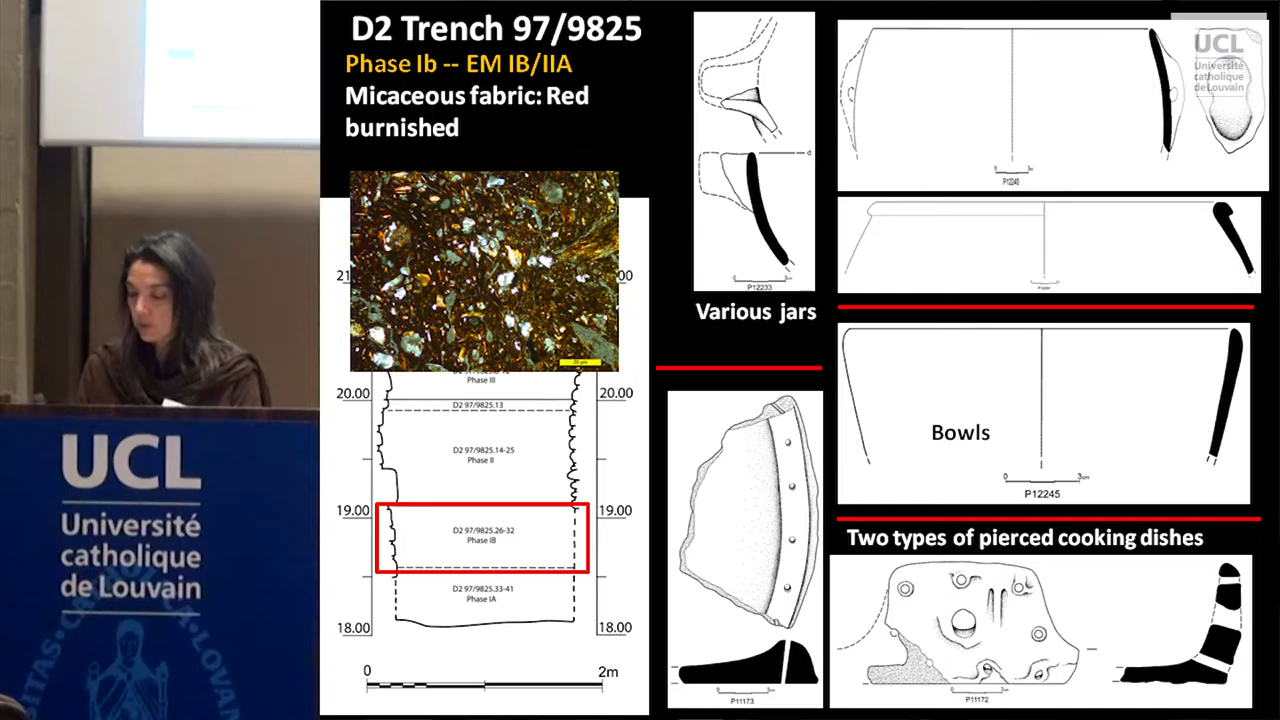 D2 Trench 97/9825
Phase Ib -- EM IB/IIA
Micaceous fabric: Red
burnished
20.00
20.00
Phase III
D2 97/9825.13
D2 97/9825.14-25
Phase II
19.00
19.00
D2 97/9825.26-32
Phase IB
D2 97/9825.33-41
Phase IA
18.00
18.00
0
2m
P12233
Various jars
P11173
UCL
Université
catholique
de Louvain
P12240
Bowls
0
3cm
P12245
Two types of pierced cooking dishes
P11172
UCL
Université
catholique
de Louvain